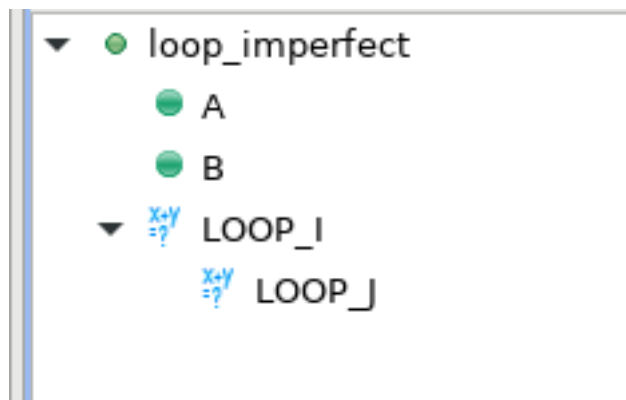 loop_imperfect
A
B
X+Y
=?
LOOP_I
X+Y
=?
LOOP_J